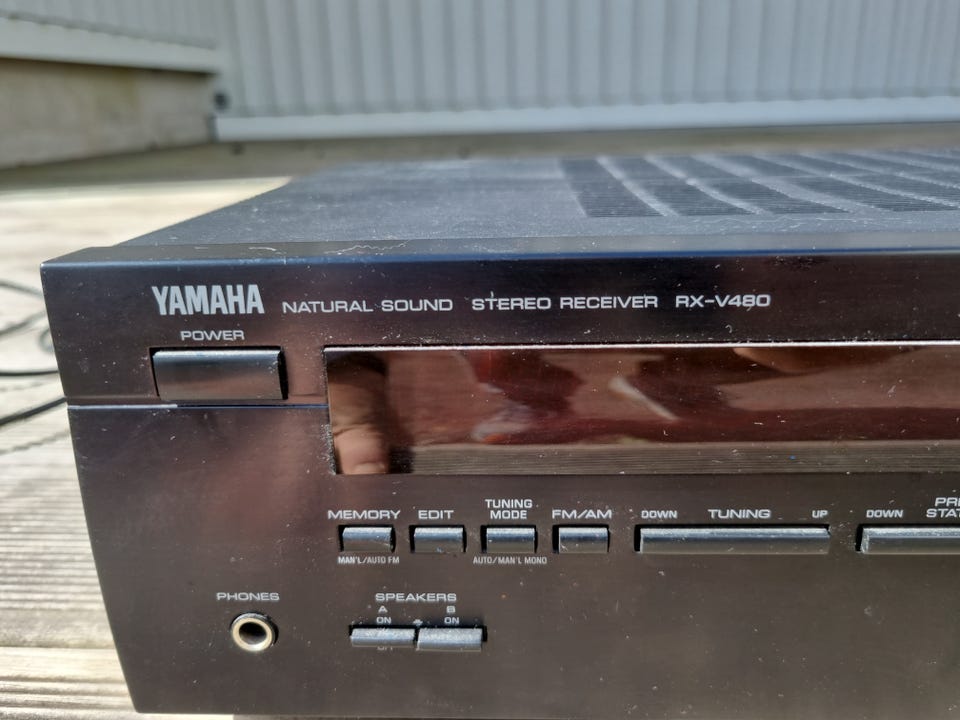 YAMAHA NATURAL SOUND STEREO RECEIVER RX-V480
POWER
MEMORY EDIT TUNING MODE FM/AM DOWN TUNING UP DOWN
MAN'L/AUTO FM AUTO/MAN'L MONO
PHONES SPEAKERS
A B
ON + ON